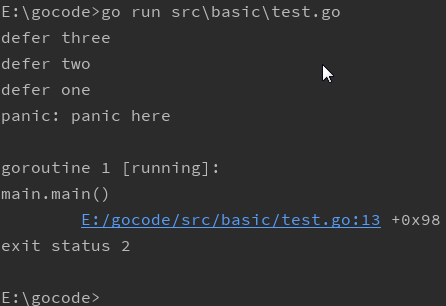 E:\gocode>go run src\basic\test.go
defer three
defer two
defer one
panic: panic here
goroutine 1 [running]:
main.main()
E:/gocode/src/basic/test.go:13 +0x98
exit status 2
E:\gocode>